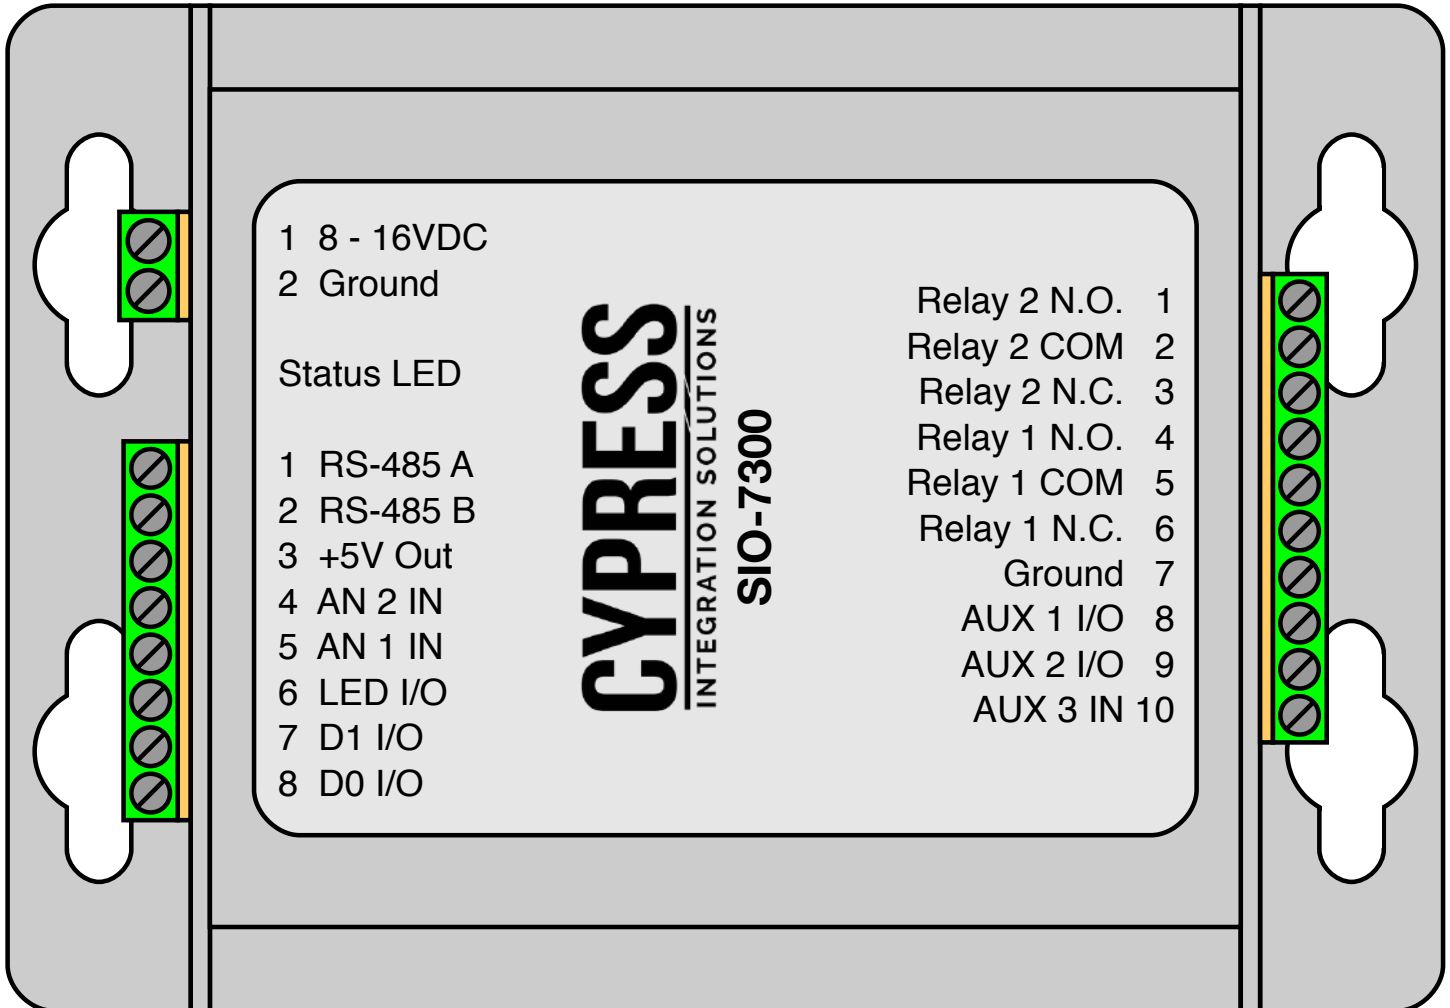 1 8 - 16VDC
2 Ground
Status LED
1 RS-485 A
2 RS-485 B
3 +5V Out
4 AN 2 IN
5 AN 1 IN
6 LED I/O
7 D1 I/O
8 D0 I/O
CYPRESS
INTEGRATION SOLUTIONS
SIO-7300
Relay 2 N.O. 1
Relay 2 COM 2
Relay 2 N.C. 3
Relay 1 N.O. 4
Relay 1 COM 5
Relay 1 N.C. 6
Ground 7
AUX 1 I/O 8
AUX 2 I/O 9
AUX 3 IN 10